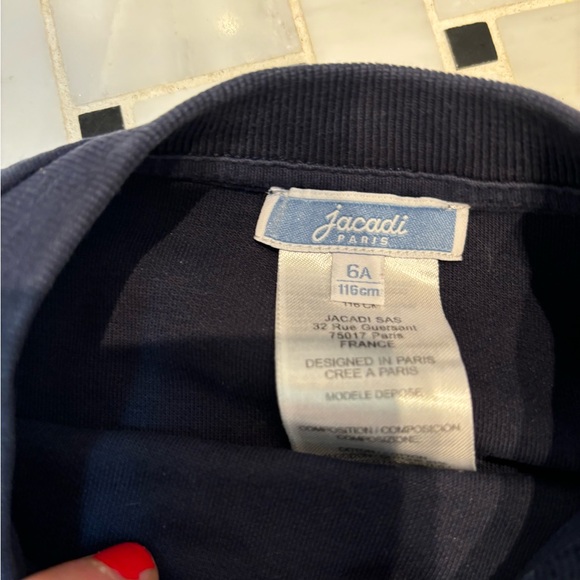 jacadi
PARIS
6A
116cm
JACADI SAS
32 Rue Guersant
75017 Paris
FRANCE
DESIGNED IN PARIS
CREE A PARIS
MODELE DEPOSE
COMPOSITION / COMPOSICION
COMPOSIZIONE